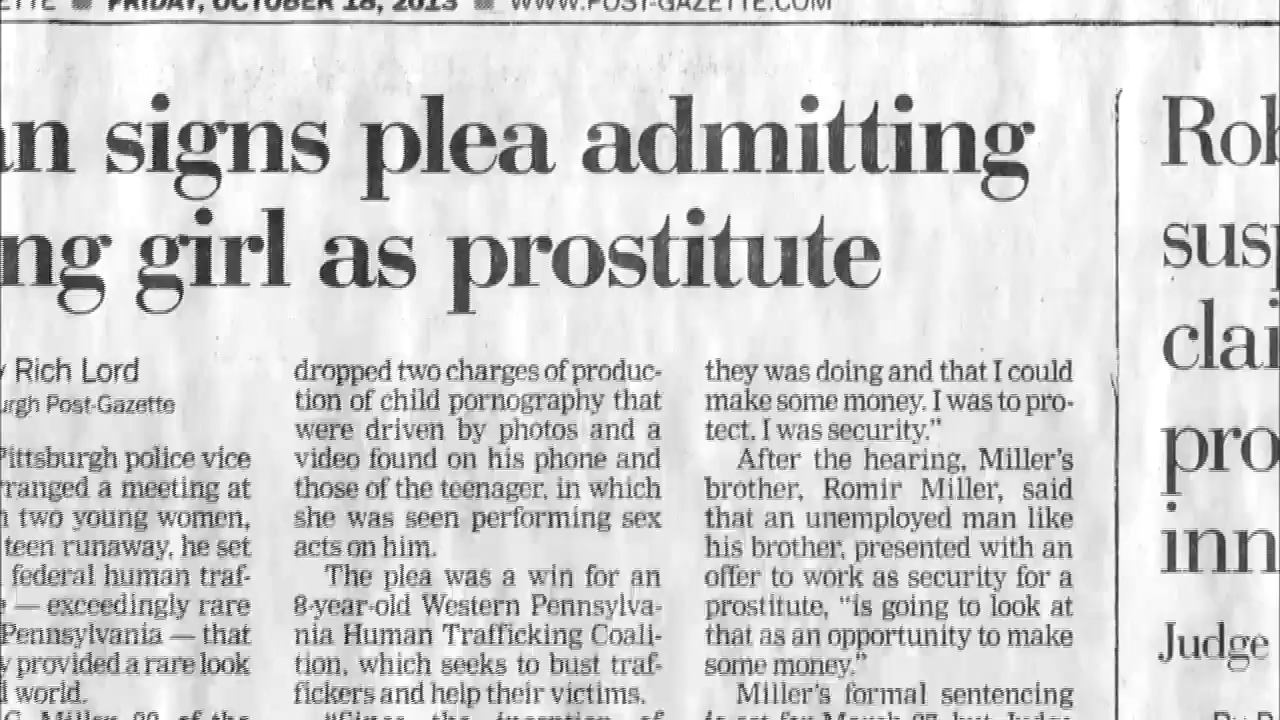 FRIDAY, OCTOBER 18, 2013 ■ WWW.POST-GAZETTE.COM
signs plea admitting
girl as prostitute
Rich Lord
Post-Gazette
Pittsburgh police vice
a meeting at
two young women,
teen runaway, he set
federal human traf-
— exceedingly rare
Pennsylvania — that
provided a rare look
world.
dropped two charges of produc-
tion of child pornography that
were driven by photos and a
video found on his phone and
those of the teenager, in which
she was seen performing sex
acts on him.
The plea was a win for an
8-year-old Western Pennsylva-
nia Human Trafficking Coali-
tion, which seeks to bust traf-
fickers and help their victims.
"Since the inception of
they was doing and that I could
make some money. I was to pro-
tect. I was security."
After the hearing, Miller's
brother, Romir Miller, said
that an unemployed man like
his brother, presented with an
offer to work as security for a
prostitute, "is going to look at
that as an opportunity to make
some money."
Miller's formal sentencing
Judge